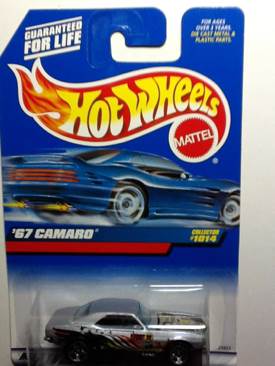 GUARANTEED
FOR LIFE
FOR AGES
OVER 3 YEARS.
DIE CAST METAL &
PLASTIC PARTS.
HOT WHEELS
MATTEL
'67 CAMARO
COLLECTOR
#1014